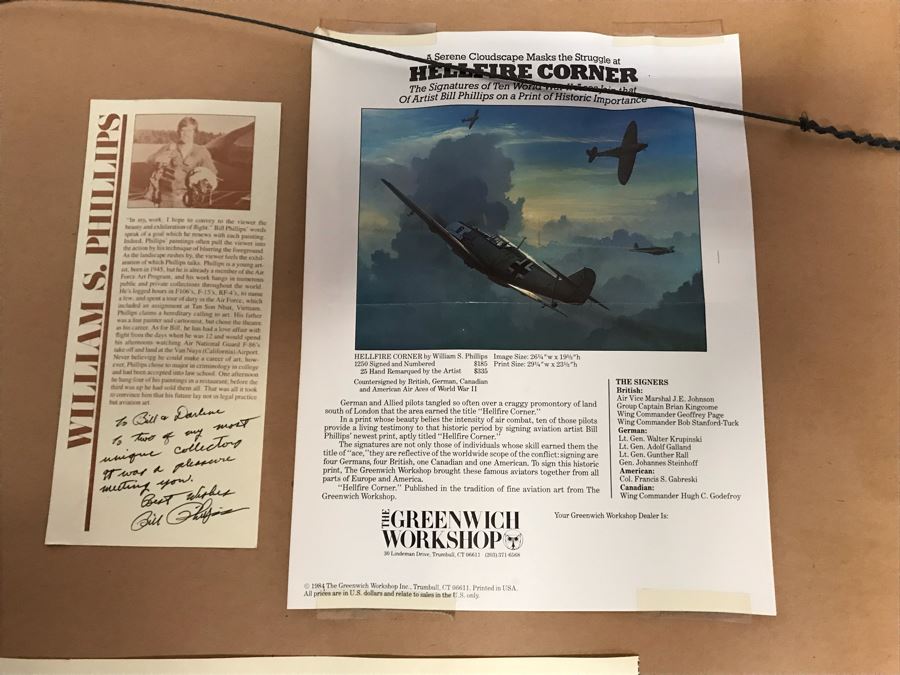 WILLIAM S. PHILLIPS
"In my work, I hope to convey to the viewer the
beauty and exhilaration of flight." Bill Phillips' words
speak of a goal which he renews with each painting.
Indeed, Phillips' paintings often pull the viewer into
the action by his technique of blurring the foreground.
As the landscape rushes by, the viewer feels the exhil-
aration of which Phillips talks. Phillips is a young art-
ist, born in 1945, but he is already a member of the Air
Force Art Program, and his work hangs in numerous
public and private collections throughout the world.
He's logged hours in F106's, F-15's, RF-4's, to name
a few, and spent a tour of duty in the Air Force, which
included an assignment at Tan Son Nhut, Vietnam.
Phillips claims a hereditary calling to art. His father
was a fine painter and cartoonist, but chose the theatre
as his career. As for Bill, he has had a love affair with
flight from the days when he was 12 and would spend
his afternoons watching Air National Guard F-86's
take off and land at the Van Nuys (California) Airport.
Never believing he could make a career of art, how-
ever, Phillips chose to major in criminology in college
and had been accepted into law school. One afternoon
he hung four of his paintings in a restaurant; before the
third was up he had sold them all. That was all it took
to convince him that his future lay not in legal practice
but aviation art.
To Bill & Darlene
To two of my most
unique collectors
It was a pleasure
meeting you.
Best Wishes
Bill Phillips
A Serene Cloudscape Masks the Struggle at
HELLFIRE CORNER
The Signatures of Ten World War II Aces Join that
Of Artist Bill Phillips on a Print of Historic Importance
HELLFIRE CORNER by William S. Phillips Image Size: 26¼"w x 19⅝"h
1250 Signed and Numbered $185 Print Size: 29¼"w x 23½"h
25 Hand Remarqued by the Artist $335
Countersigned by British, German, Canadian
and American Air Aces of World War II
German and Allied pilots tangled so often over a craggy promontory of land
south of London that the area earned the title "Hellfire Corner."
In a print whose beauty belies the intensity of air combat, ten of those pilots
provide a living testimony to that historic period by signing aviation artist Bill
Phillips' newest print, aptly titled "Hellfire Corner."
The signatures are not only those of individuals whose skill earned them the
title of "ace," they are reflective of the worldwide scope of the conflict: signing are
four Germans, four British, one Canadian and one American. To sign this historic
print, The Greenwich Workshop brought these famous aviators together from all
parts of Europe and America.
"Hellfire Corner." Published in the tradition of fine aviation art from The
Greenwich Workshop.
THE SIGNERS
British:
Air Vice Marshal J.E. Johnson
Group Captain Brian Kingcome
Wing Commander Geoffrey Page
Wing Commander Bob Stanford-Tuck
German:
Lt. Gen. Walter Krupinski
Lt. Gen. Adolf Galland
Lt. Gen. Gunther Rall
Gen. Johannes Steinhoff
American:
Col. Francis S. Gabreski
Canadian:
Wing Commander Hugh C. Godefroy
THE GREENWICH
WORKSHOP
30 Lindeman Drive, Trumbull, CT 06611 (203) 371-6568
Your Greenwich Workshop Dealer Is:
© 1984 The Greenwich Workshop Inc., Trumbull, CT 06611. Printed in USA.
All prices are in U.S. dollars and relate to sales in the U.S. only.